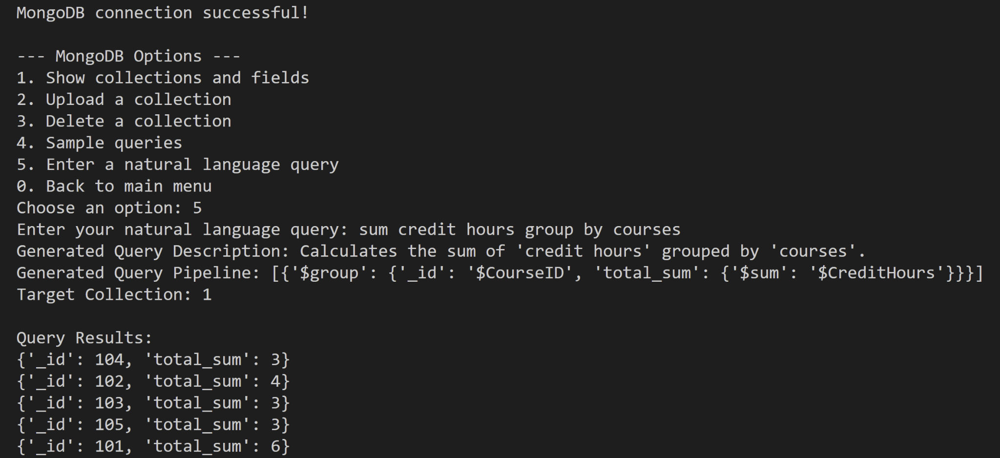 MongoDB connection successful!
--- MongoDB Options ---
1. Show collections and fields
2. Upload a collection
3. Delete a collection
4. Sample queries
5. Enter a natural language query
0. Back to main menu
Choose an option: 5
Enter your natural language query: sum credit hours group by courses
Generated Query Description: Calculates the sum of 'credit hours' grouped by 'courses'.
Generated Query Pipeline: [{'$group': {'_id': '$CourseID', 'total_sum': {'$sum': '$CreditHours'}}}]
Target Collection: 1
Query Results:
{'_id': 104, 'total_sum': 3}
{'_id': 102, 'total_sum': 4}
{'_id': 103, 'total_sum': 3}
{'_id': 105, 'total_sum': 3}
{'_id': 101, 'total_sum': 6}